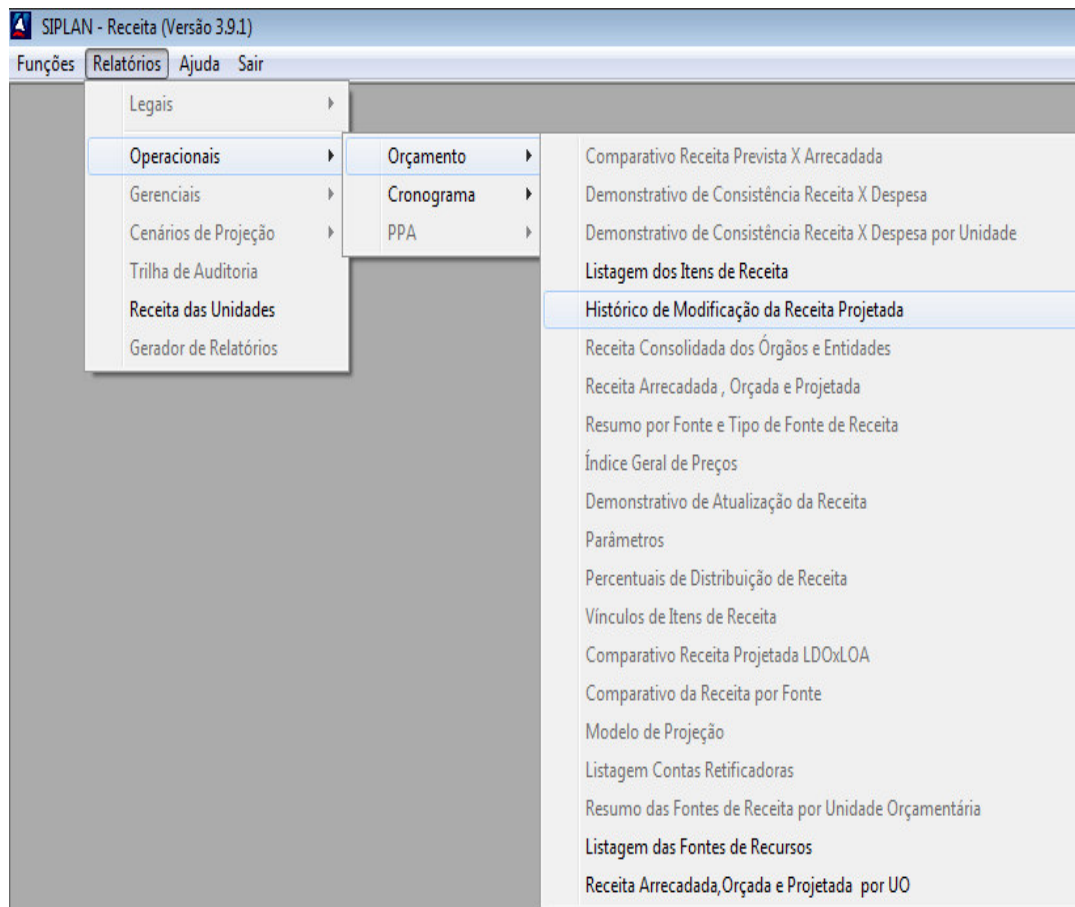 SIPLAN - Receita (Versão 3.9.1)
Funções Relatórios Ajuda Sair
Legais
Operacionais
Gerenciais
Cenários de Projeção
Trilha de Auditoria
Receita das Unidades
Gerador de Relatórios
Orçamento
Cronograma
PPA
Comparativo Receita Prevista X Arrecadada
Demonstrativo de Consistência Receita X Despesa
Demonstrativo de Consistência Receita X Despesa por Unidade
Listagem dos Itens de Receita
Histórico de Modificação da Receita Projetada
Receita Consolidada dos Órgãos e Entidades
Receita Arrecadada , Orçada e Projetada
Resumo por Fonte e Tipo de Fonte de Receita
Índice Geral de Preços
Demonstrativo de Atualização da Receita
Parâmetros
Percentuais de Distribuição de Receita
Vínculos de Itens de Receita
Comparativo Receita Projetada LDOxLOA
Comparativo da Receita por Fonte
Modelo de Projeção
Listagem Contas Retificadoras
Resumo das Fontes de Receita por Unidade Orçamentária
Listagem das Fontes de Recursos
Receita Arrecadada,Orçada e Projetada  por UO